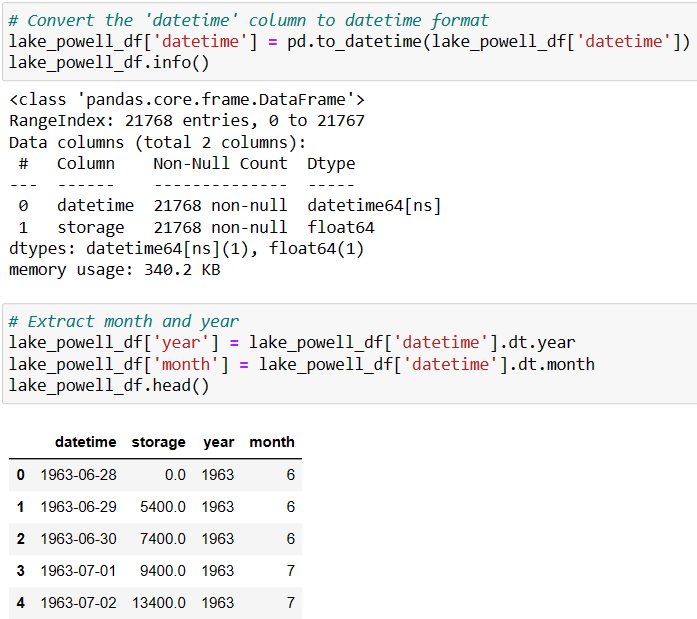 # Convert the 'datetime' column to datetime format
lake_powell_df['datetime'] = pd.to_datetime(lake_powell_df['datetime'])
lake_powell_df.info()
<class 'pandas.core.frame.DataFrame'>
RangeIndex: 21768 entries, 0 to 21767
Data columns (total 2 columns):
 #   Column    Non-Null Count  Dtype
---  ------    --------------  -----
 0   datetime  21768 non-null  datetime64[ns]
 1   storage   21768 non-null  float64
dtypes: datetime64[ns](1), float64(1)
memory usage: 340.2 KB
# Extract month and year
lake_powell_df['year'] = lake_powell_df['datetime'].dt.year
lake_powell_df['month'] = lake_powell_df['datetime'].dt.month
lake_powell_df.head()
datetime storage year month
0 1963-06-28 0.0 1963 6
1 1963-06-29 5400.0 1963 6
2 1963-06-30 7400.0 1963 6
3 1963-07-01 9400.0 1963 7
4 1963-07-02 13400.0 1963 7